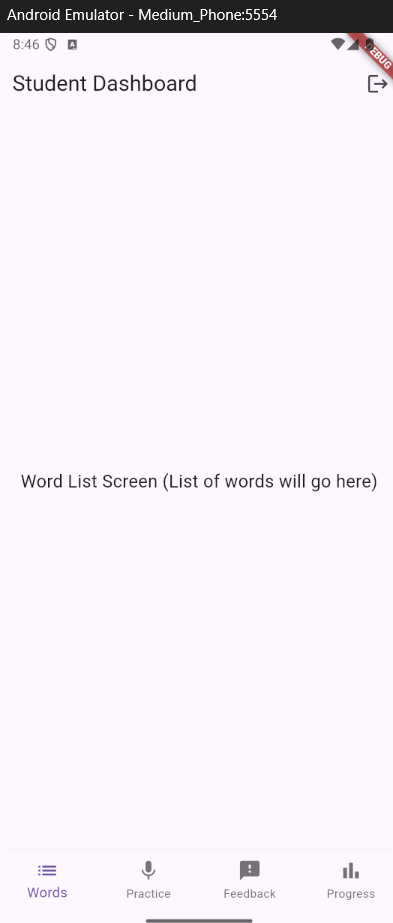 Android Emulator - Medium_Phone:5554
8:46
Student Dashboard
Word List Screen (List of words will go here)
Words Practice Feedback Progress